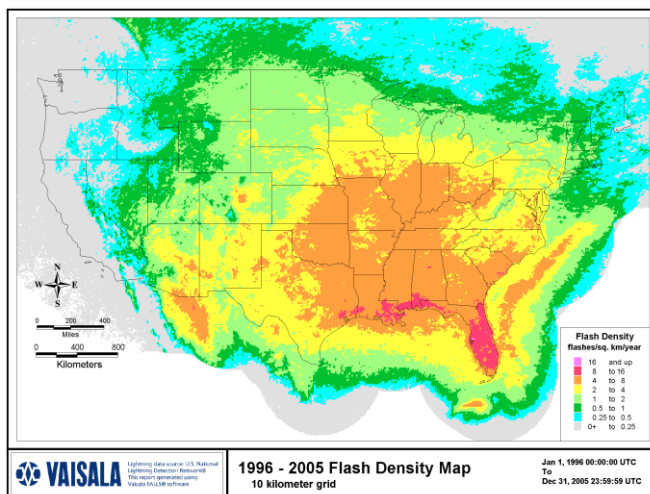 N
W E
S
0 200 400
Miles
0 400 800
Kilometers
Flash Density
flashes/sq. km/year
16 and up
8 to 16
4 to 8
2 to 4
1 to 2
0.5 to 1
0.25 to 0.5
0+ to 0.25
VAISALA
Lightning data source: U.S. National
Lightning Detection Network®
This report generated using
Vaisala FALLS® software
1996 - 2005 Flash Density Map
10 kilometer grid
Jan 1, 1996 00:00:00 UTC
To
Dec 31, 2005 23:59:59 UTC